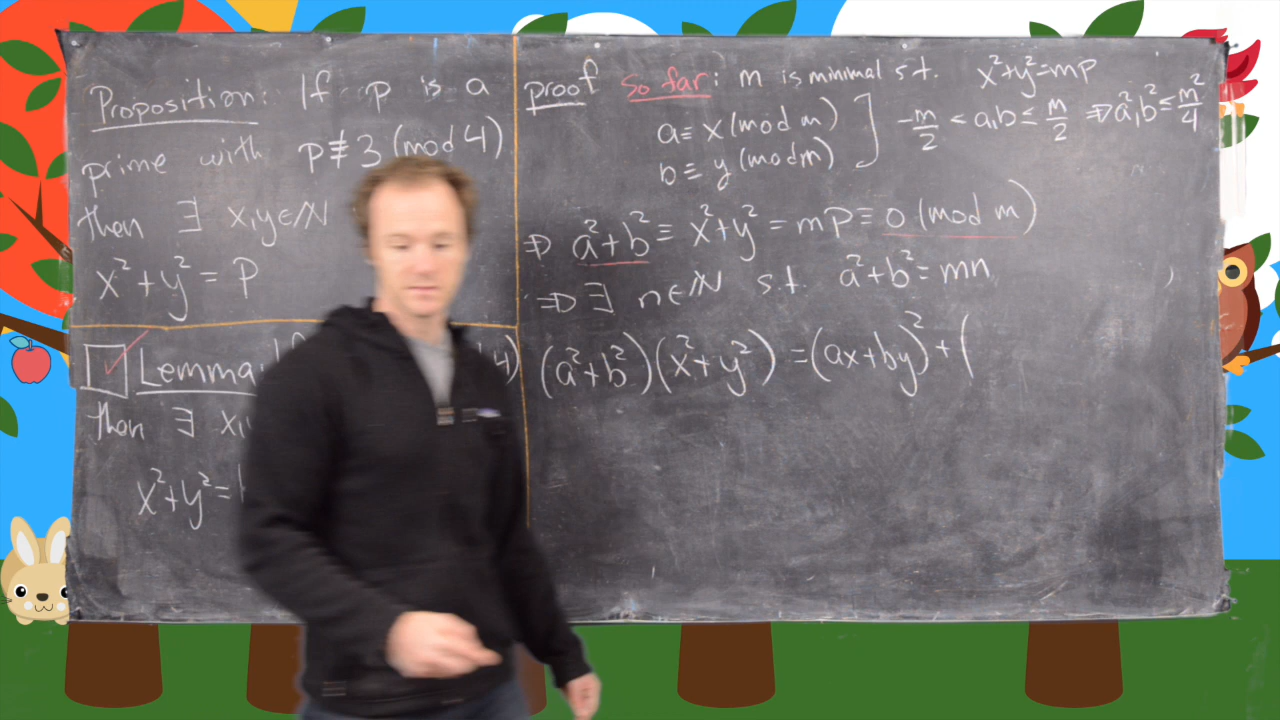 Proposition: If p is a
prime with p≢3 (mod 4)
then ∃ x,y∈ℕ
x²+y² = P
Lemma
4)
then ∃ x,
x²+y²=
proof So far: m is minimal s.t. x²+y²=mp
a≡ x (mod m)
b≡ y (mod m)
-m/2 < a,b ≤ m/2 ⇒ a²,b² ≤ m²/4
⇒ a²+b² ≡ x²+y² = mP ≡ 0 (mod m)
⇒ ∃ n∈ℕ s.t. a²+b²=mn
(a²+b²)(x²+y²) =(ax+by)²+(